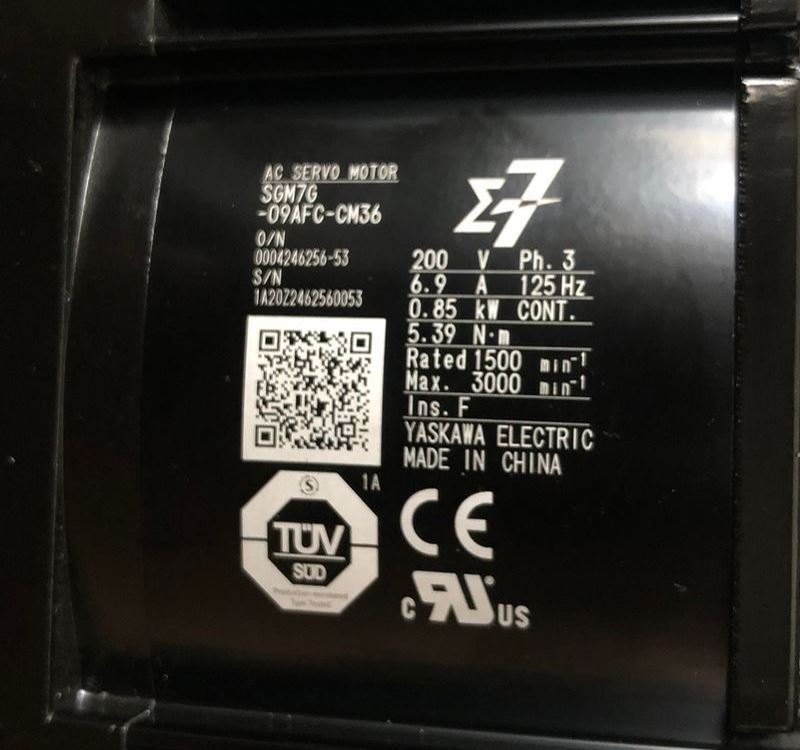 AC SERVO MOTOR
SGM7G
-09AFC-CM36
O/N
0004246256-53
S/N
1A20Z2462560053
Σ7
200 V Ph. 3
6.9 A 125 Hz
0.85 kW CONT.
5.39 N·m
Rated 1500 min⁻¹
Max. 3000 min⁻¹
Ins. F
YASKAWA ELECTRIC
MADE IN CHINA
1A
S
TÜV
SÜD
CE
c RU US